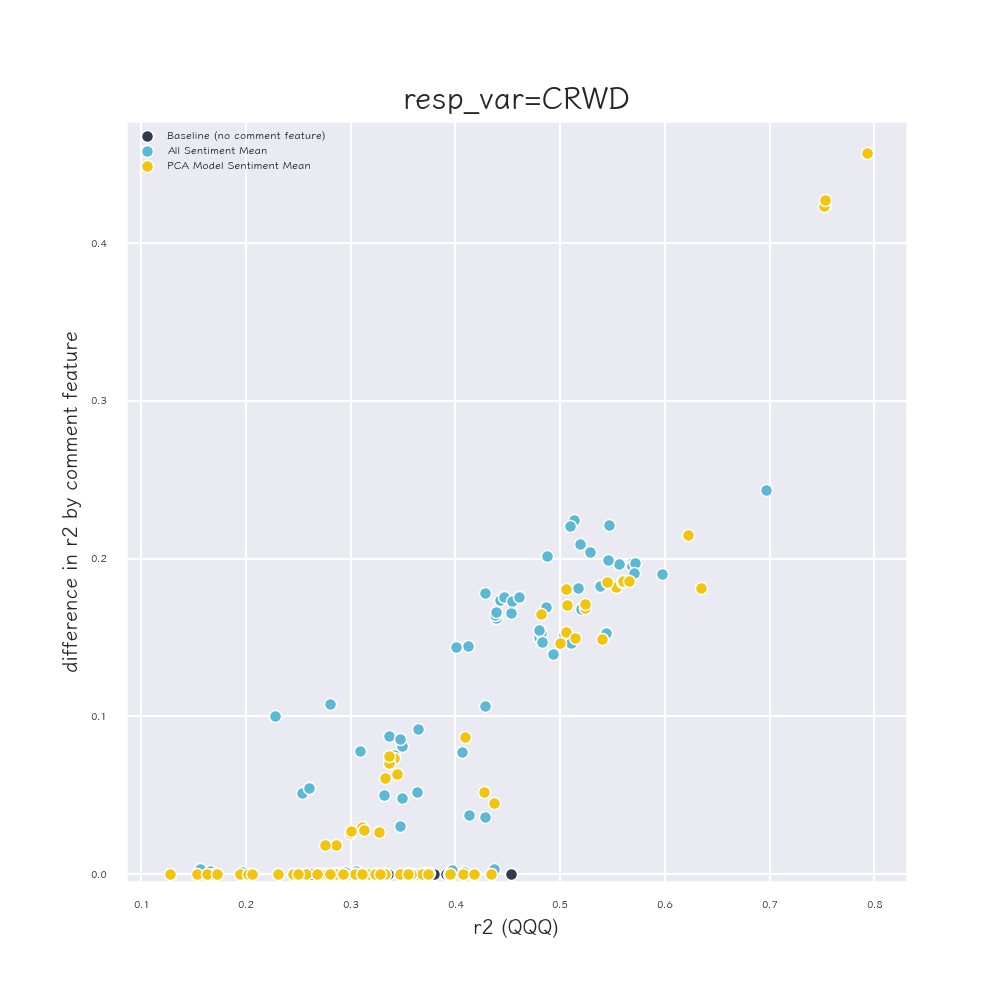 resp_var=CRWD
Baseline (no comment feature)
All Sentiment Mean
PCA Model Sentiment Mean
difference in r2 by comment feature
0.4
0.3
0.2
0.1
0.0
0.1 0.2 0.3 0.4 0.5 0.6 0.7 0.8
r2 (QQQ)